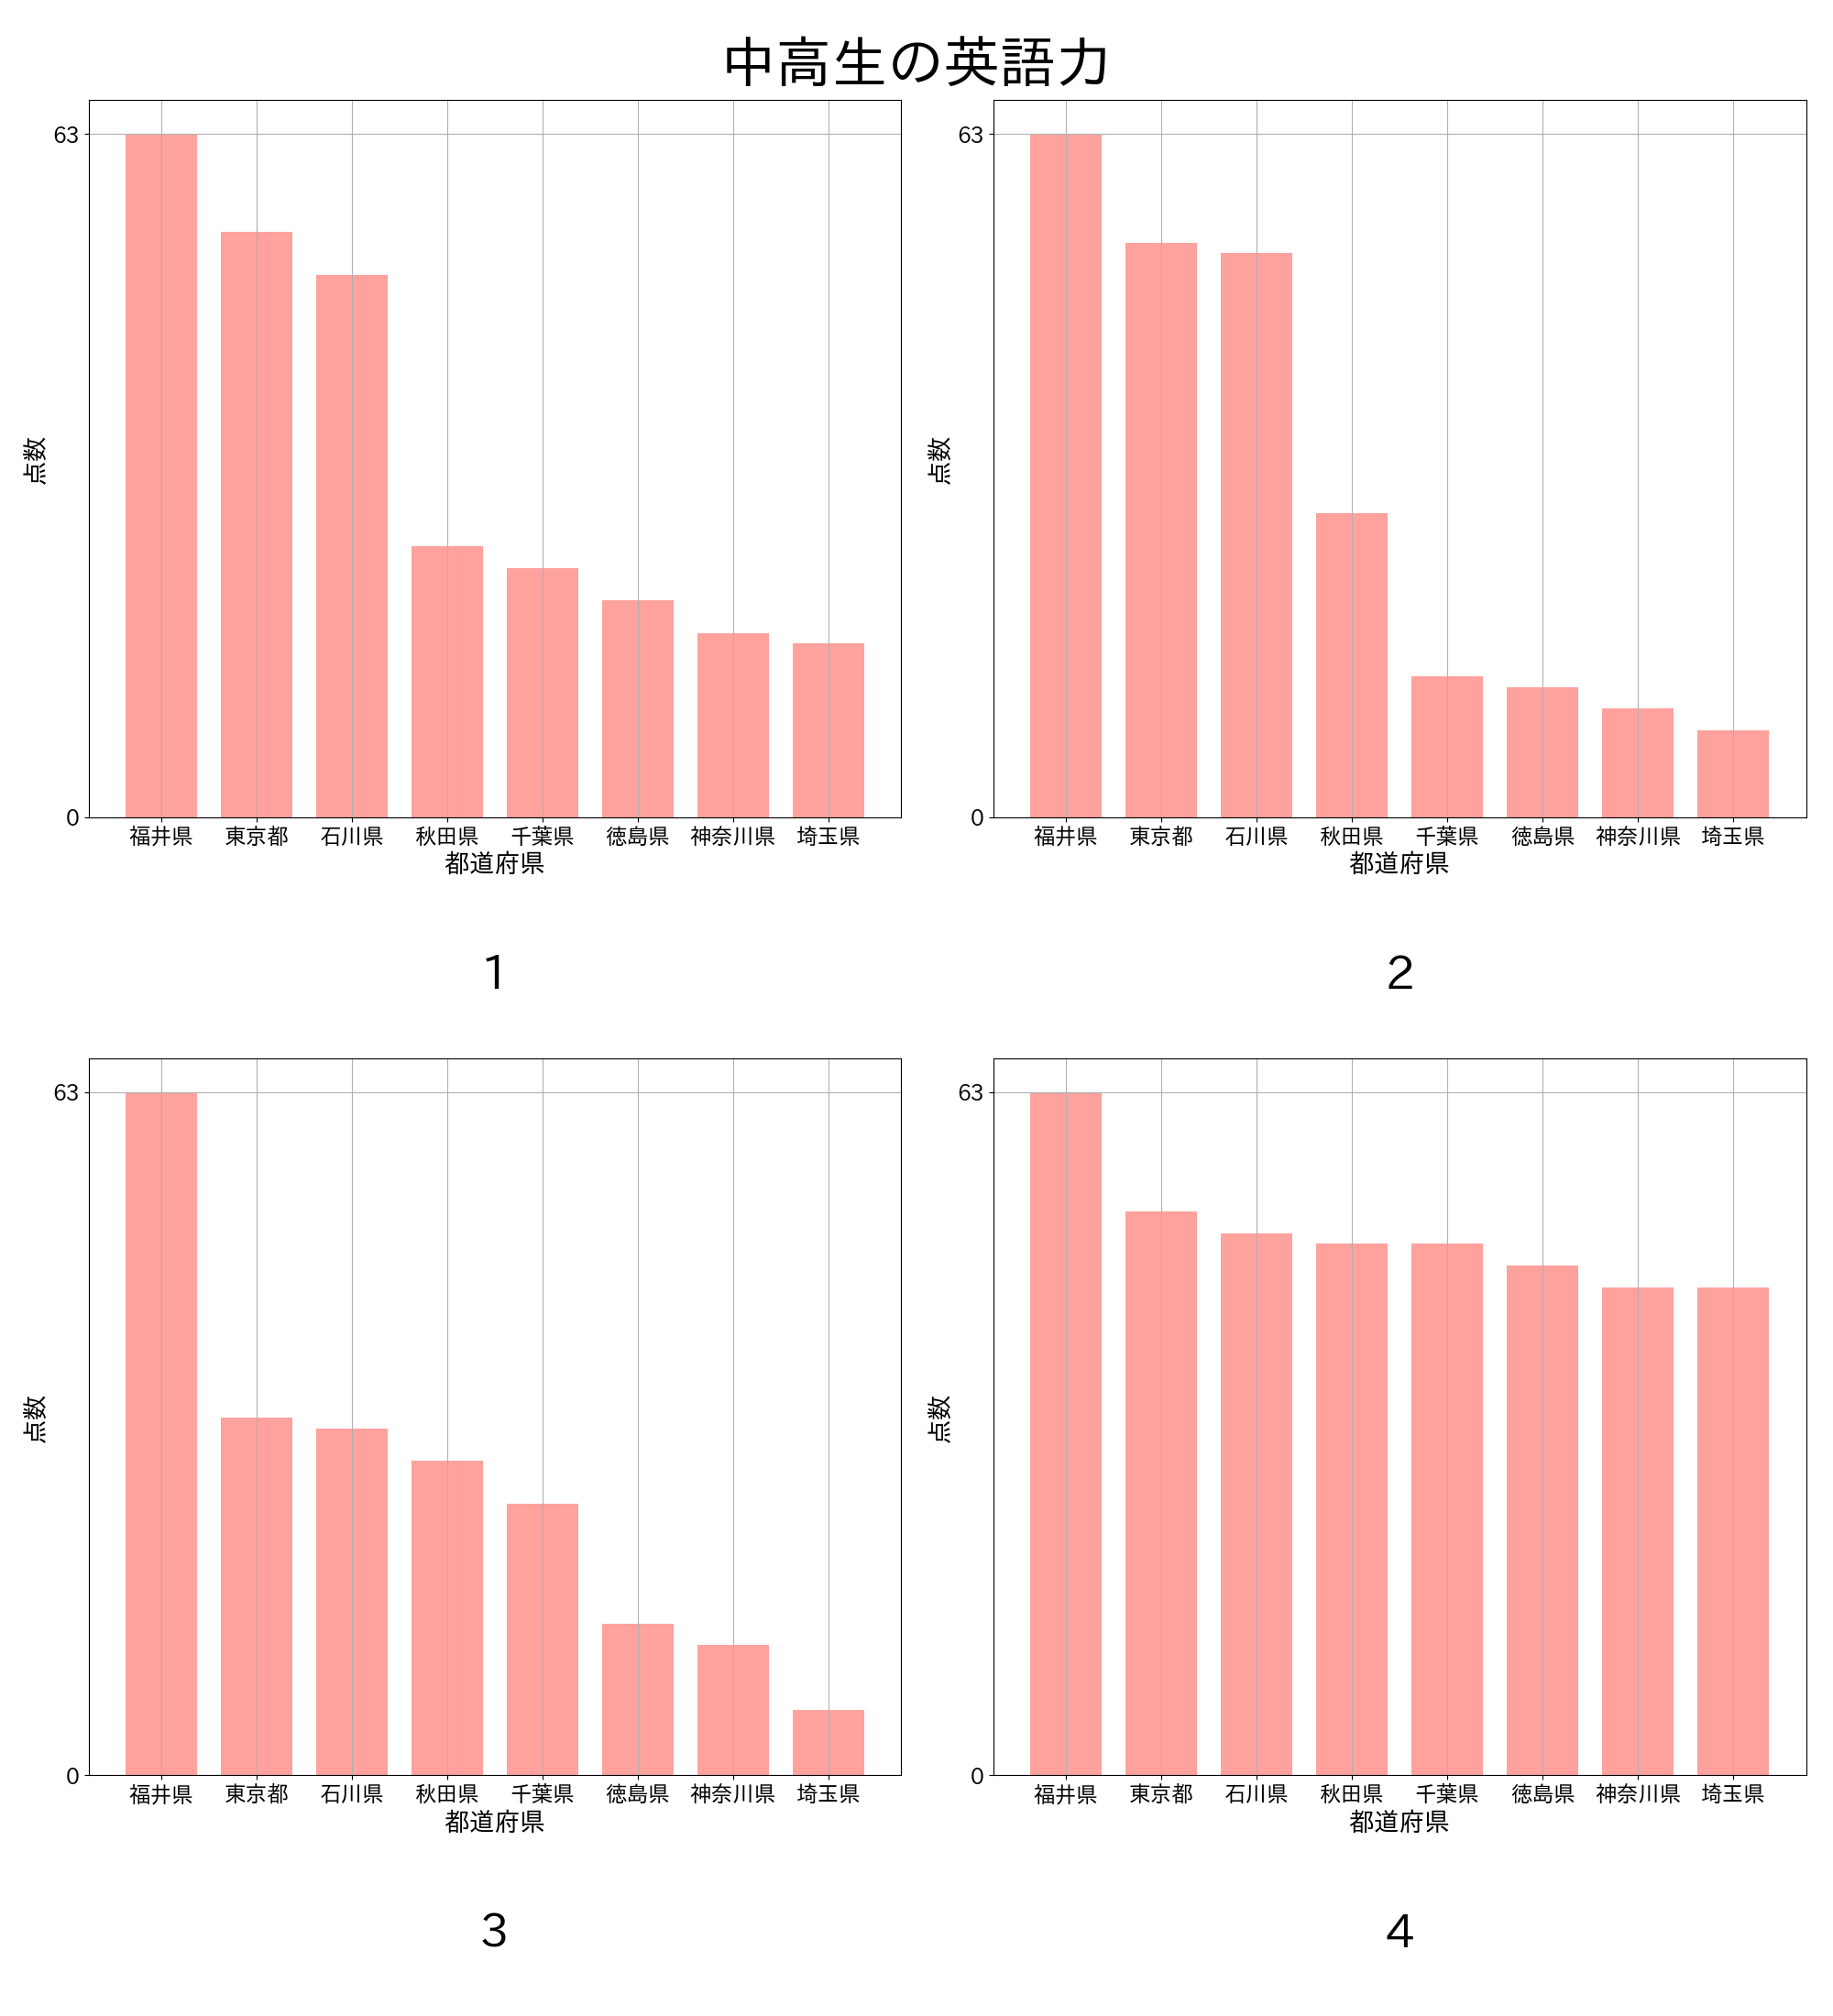 中高生の英語力
63
点数
0
福井県 東京都 石川県 秋田県 千葉県 徳島県 神奈川県 埼玉県
都道府県
1
63
点数
0
福井県 東京都 石川県 秋田県 千葉県 徳島県 神奈川県 埼玉県
都道府県
2
63
点数
0
福井県 東京都 石川県 秋田県 千葉県 徳島県 神奈川県 埼玉県
都道府県
3
63
点数
0
福井県 東京都 石川県 秋田県 千葉県 徳島県 神奈川県 埼玉県
都道府県
4